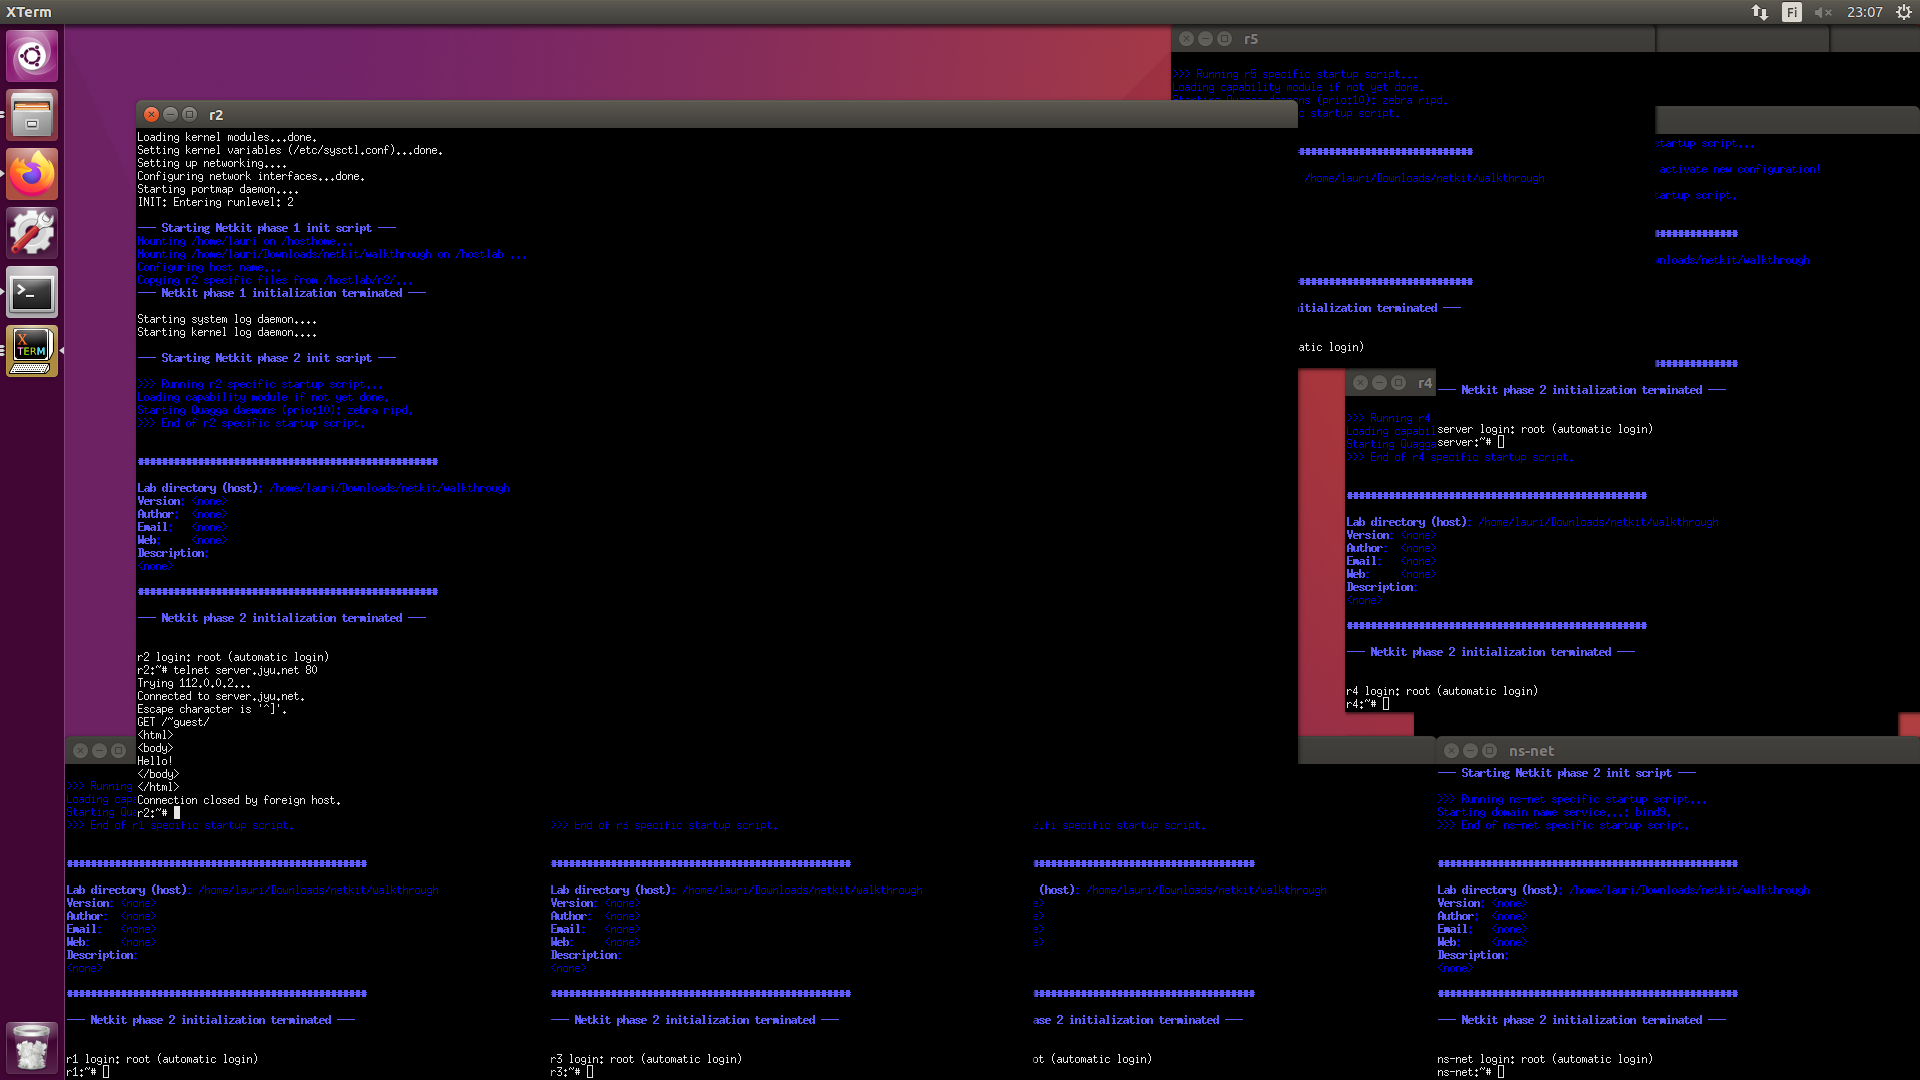 XTerm
Fi
23:07
r2
Loading kernel modules...done.
Setting kernel variables (/etc/sysctl.conf)...done.
Setting up networking....
Configuring network interfaces...done.
Starting portmap daemon....
INIT: Entering runlevel: 2
--- Starting Netkit phase 1 init script ---
Mounting /home/lauri on /hosthome...
Mounting /home/lauri/Downloads/netkit/walkthrough on /hostlab ...
Configuring host name...
Copying r2 specific files from /hostlab/r2/...
--- Netkit phase 1 initialization terminated ---
Starting system log daemon....
Starting kernel log daemon....
--- Starting Netkit phase 2 init script ---
>>> Running r2 specific startup script...
Loading capability module if not yet done.
Starting Quagga daemons (prio:10): zebra ripd.
>>> End of r2 specific startup script.
##################################################
Lab directory (host): /home/lauri/Downloads/netkit/walkthrough
Version: <none>
Author: <none>
Email: <none>
Web: <none>
Description:
<none>
##################################################
--- Netkit phase 2 initialization terminated ---
r2 login: root (automatic login)
r2:~# telnet server.jyu.net 80
Trying 112.0.0.2...
Connected to server.jyu.net.
Escape character is '^]'.
GET /~guest/
<html>
<body>
Hello!
</body>
</html>
Connection closed by foreign host.
r2:~#
r5
>>> Running r5 specific startup script...
Loading capability module if not yet done.
Starting Quagga daemons (prio:10): zebra ripd.
c startup script.
#############################
/home/lauri/Downloads/netkit/walkthrough
#############################
itialization terminated ---
atic login)
startup script...
activate new configuration!
tartup script.
##############
nloads/netkit/walkthrough
##############
--- Netkit phase 2 initialization terminated ---
server login: root (automatic login)
server:~#
r4
>>> Running r4
Loading capabil
Starting Quagga
>>> End of r4 specific startup script.
##################################################
Lab directory (host): /home/lauri/Downloads/netkit/walkthrough
Version: <none>
Author: <none>
Email: <none>
Web: <none>
Description:
<none>
##################################################
--- Netkit phase 2 initialization terminated ---
r4 login: root (automatic login)
r4:~#
>>> Running
Loading cap
Starting Qu
>>> End of r1 specific startup script.
##################################################
Lab directory (host): /home/lauri/Downloads/netkit/walkthrough
Version: <none>
Author: <none>
Email: <none>
Web: <none>
Description:
<none>
##################################################
--- Netkit phase 2 initialization terminated ---
r1 login: root (automatic login)
r1:~#
>>> End of r3 specific startup script.
##################################################
Lab directory (host): /home/lauri/Downloads/netkit/walkthrough
Version: <none>
Author: <none>
Email: <none>
Web: <none>
Description:
<none>
##################################################
--- Netkit phase 2 initialization terminated ---
r3 login: root (automatic login)
r3:~#
specific startup script.
#####################################
(host): /home/lauri/Downloads/netkit/walkthrough
e>
e>
e>
#####################################
ase 2 initialization terminated ---
ot (automatic login)
ns-net
--- Starting Netkit phase 2 init script ---
>>> Running ns-net specific startup script...
Starting domain name service...: bind9.
>>> End of ns-net specific startup script.
##################################################
Lab directory (host): /home/lauri/Downloads/netkit/walkthrough
Version: <none>
Author: <none>
Email: <none>
Web: <none>
Description:
<none>
##################################################
--- Netkit phase 2 initialization terminated ---
ns-net login: root (automatic login)
ns-net:~#